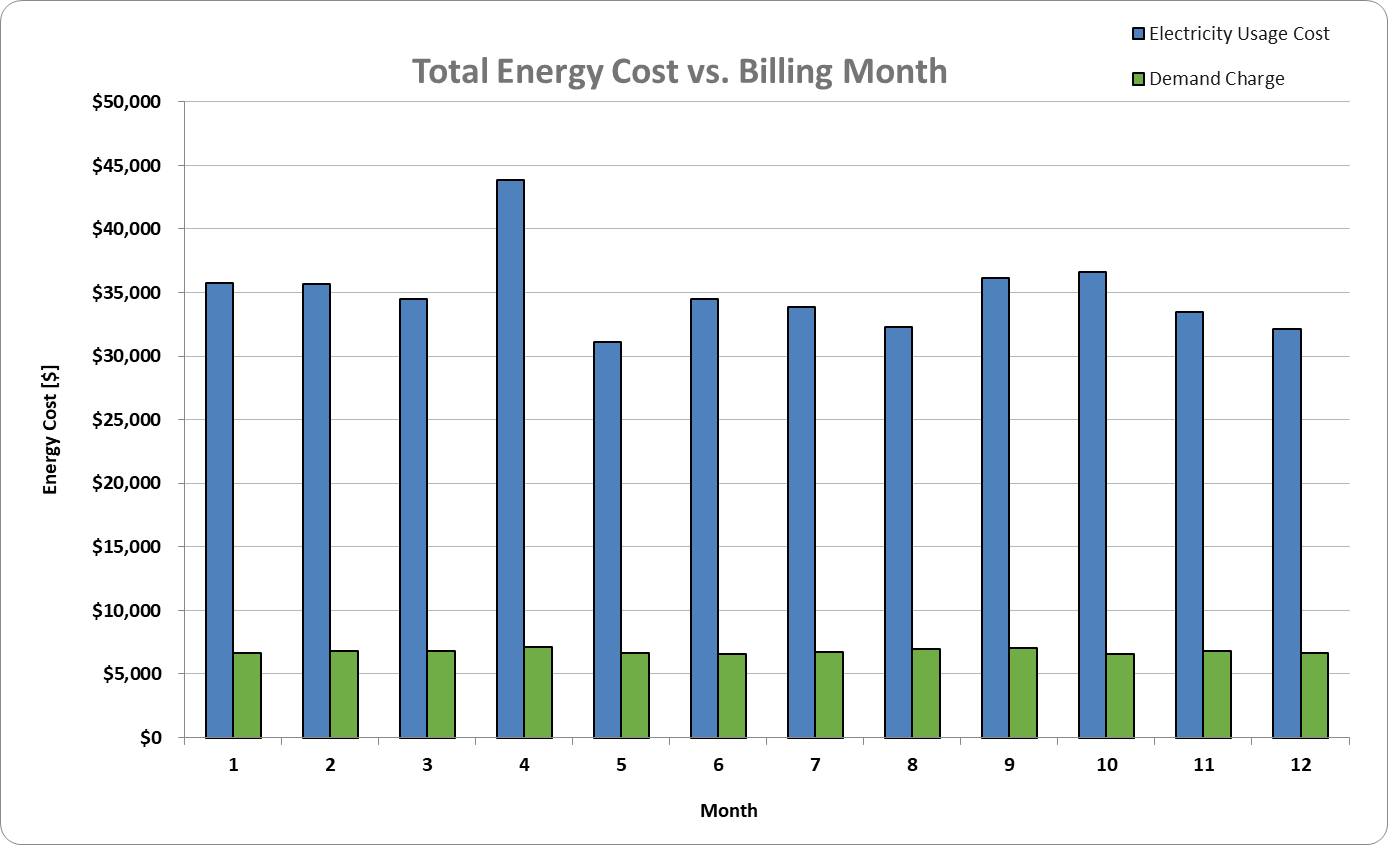 Electricity Usage Cost
Total Energy Cost vs. Billing Month
Demand Charge
$50,000
$45,000
$40,000
$35,000
$30,000
$25,000
$20,000
$15,000
$10,000
$5,000
$0
Energy Cost [$]
1 2 3 4 5 6 7 8 9 10 11 12
Month